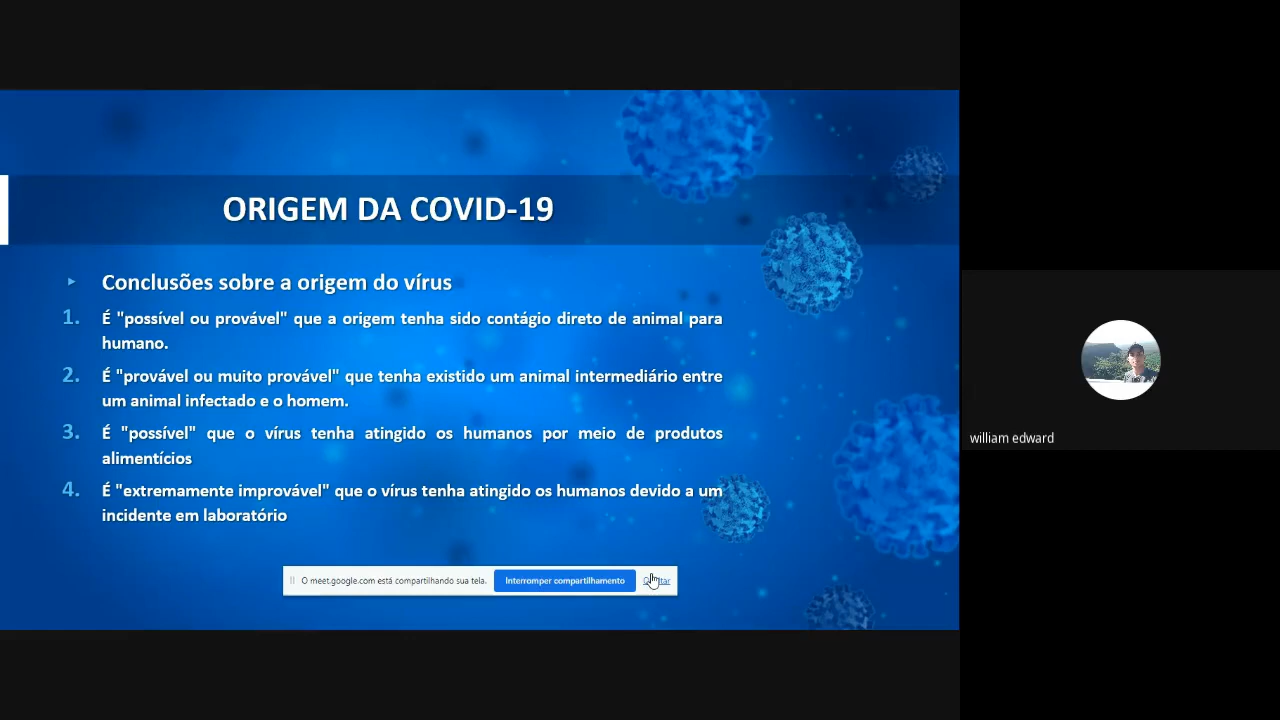 ORIGEM DA COVID-19
Conclusões sobre a origem do vírus
1. É "possível ou provável" que a origem tenha sido contágio direto de animal para
humano.
2. É "provável ou muito provável" que tenha existido um animal intermediário entre
um animal infectado e o homem.
3. É "possível" que o vírus tenha atingido os humanos por meio de produtos
alimentícios
4. É "extremamente improvável" que o vírus tenha atingido os humanos devido a um
incidente em laboratório
O meet.google.com está compartilhando sua tela. Interromper compartilhamento
william edward